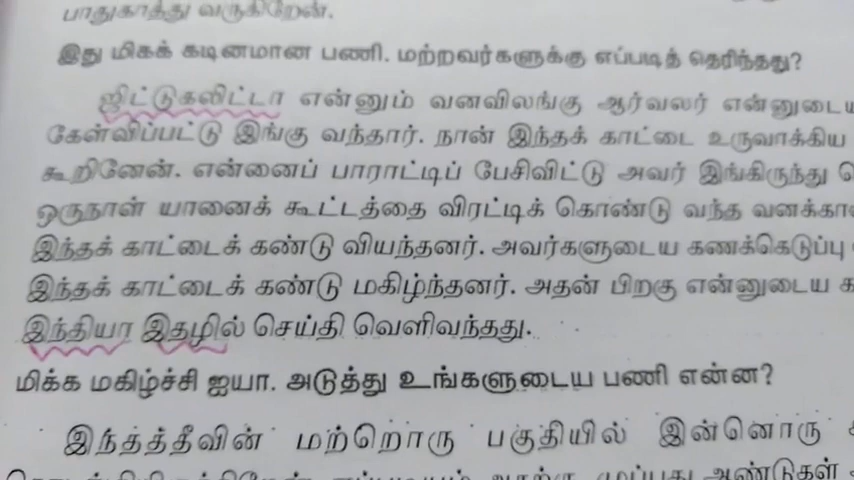 பாதுகாத்து வருகிறேன்.
இது மிகக் கடினமான பணி. மற்றவர்களுக்கு எப்படித் தெரிந்தது?
ஜிட்டுகலிட்டா என்னும் வனவிலங்கு ஆர்வலர் என்னுடைய
கேள்விப்பட்டு இங்கு வந்தார். நான் இந்தக் காட்டை உருவாக்கிய
கூறினேன். என்னைப் பாராட்டிப் பேசிவிட்டு அவர் இங்கிருந்து
ஒருநாள் யானைக் கூட்டத்தை விரட்டிக் கொண்டு வந்த
இந்தக் காட்டைக் கண்டு வியந்தனர். அவர்களுடைய கணக்கெடுப்பு
இந்தக் காட்டைக் கண்டு மகிழ்ந்தனர். அதன் பிறகு என்னுடைய
இந்தியா இதழில் செய்தி வெளிவந்தது.
மிக்க மகிழ்ச்சி ஐயா. அடுத்து உங்களுடைய பணி என்ன?
இந்தத்தீவின் மற்றொரு பகுதியில் இன்னொரு
முப்பது ஆண்டுகள்